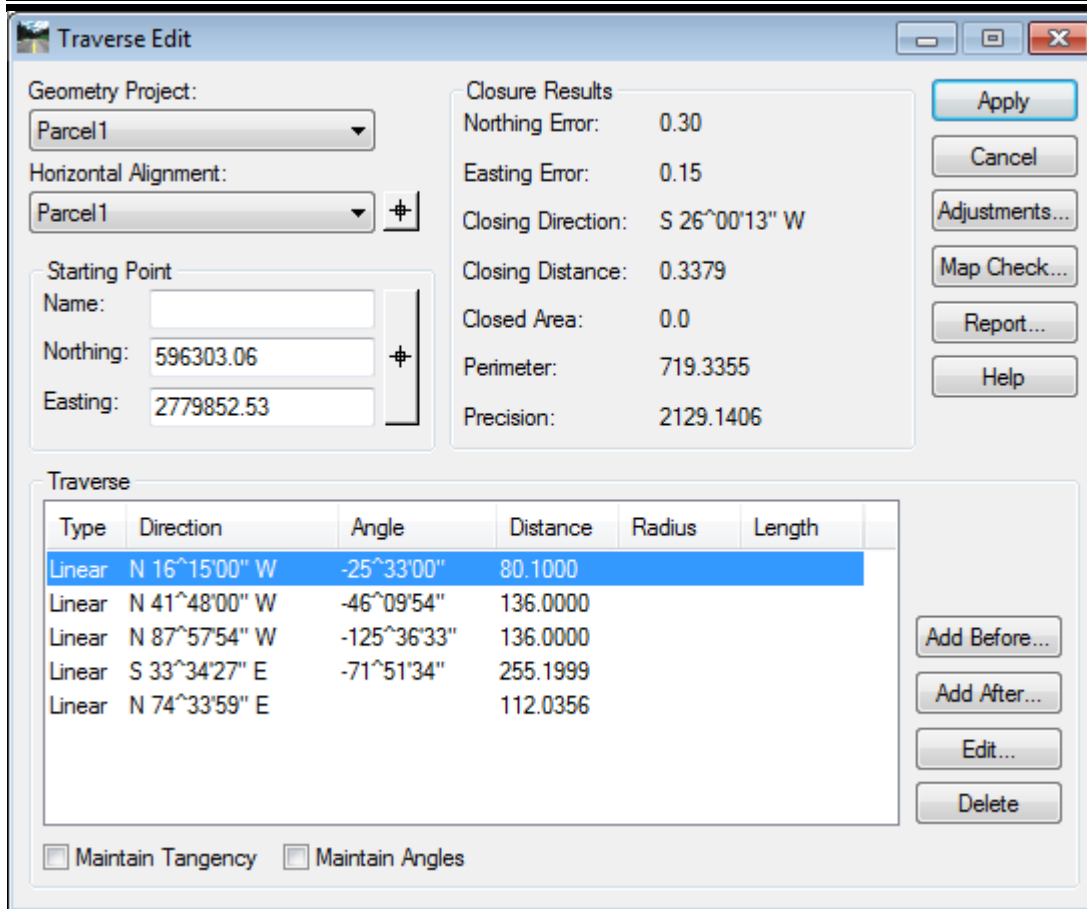 Traverse Edit
Geometry Project:
Parcel1
Horizontal Alignment:
Parcel1
Starting Point
Name:
Northing: 596303.06
Easting: 2779852.53
Closure Results
Northing Error: 0.30
Easting Error: 0.15
Closing Direction: S 26^00'13" W
Closing Distance: 0.3379
Closed Area: 0.0
Perimeter: 719.3355
Precision: 2129.1406
Apply
Cancel
Adjustments...
Map Check...
Report...
Help
Traverse
Type Direction Angle Distance Radius Length
Linear N 16^15'00" W -25^33'00" 80.1000
Linear N 41^48'00" W -46^09'54" 136.0000
Linear N 87^57'54" W -125^36'33" 136.0000
Linear S 33^34'27" E -71^51'34" 255.1999
Linear N 74^33'59" E 112.0356
Add Before...
Add After...
Edit...
Delete
Maintain Tangency Maintain Angles